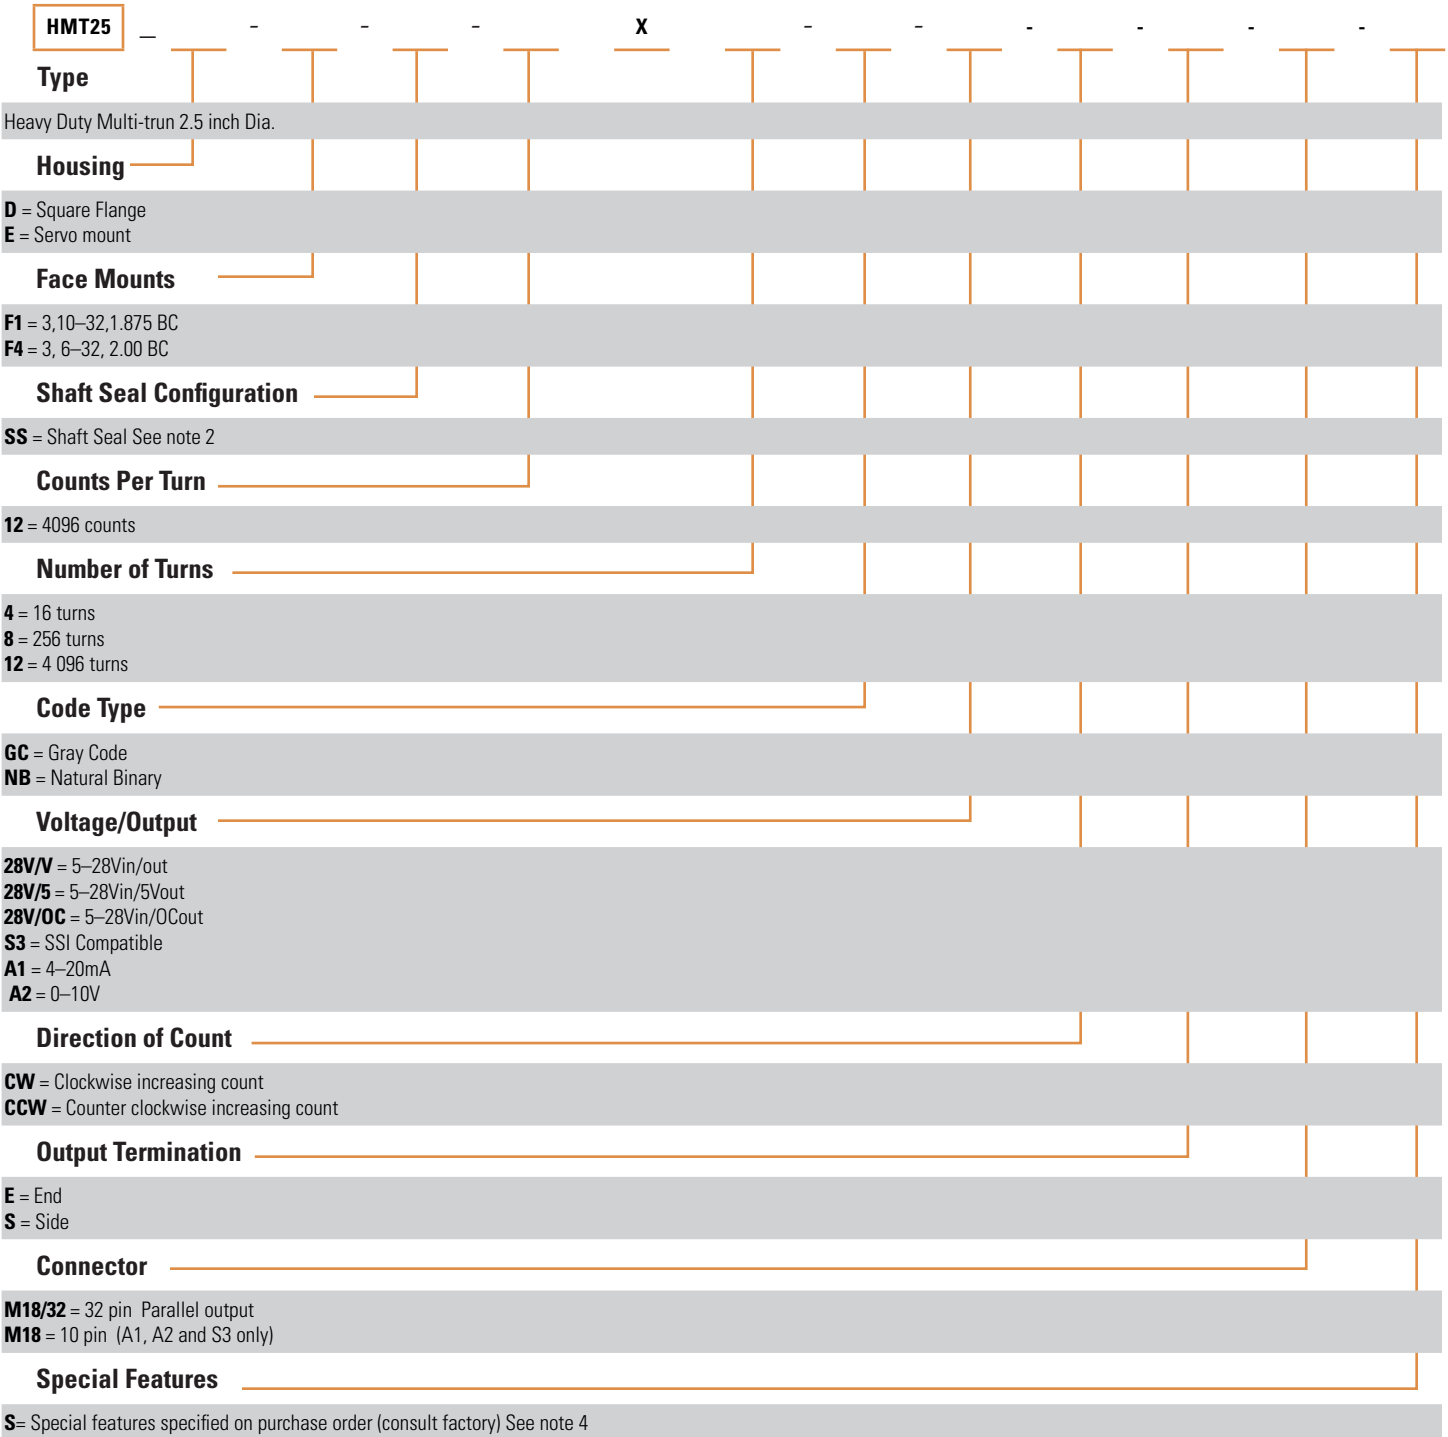 HMT25 _ – – – X – – - - - -
Type
Heavy Duty Multi-trun 2.5 inch Dia.
Housing
D = Square Flange
E = Servo mount
Face Mounts
F1 = 3,10–32,1.875 BC
F4 = 3, 6–32, 2.00 BC
Shaft Seal Configuration
SS = Shaft Seal See note 2
Counts Per Turn
12 = 4096 counts
Number of Turns
4 = 16 turns
8 = 256 turns
12 = 4 096 turns
Code Type
GC = Gray Code
NB = Natural Binary
Voltage/Output
28V/V = 5–28Vin/out
28V/5 = 5–28Vin/5Vout
28V/OC = 5–28Vin/OCout
S3 = SSI Compatible
A1 = 4–20mA
A2 = 0–10V
Direction of Count
CW = Clockwise increasing count
CCW = Counter clockwise increasing count
Output Termination
E = End
S = Side
Connector
M18/32 = 32 pin Parallel output
M18 = 10 pin (A1, A2 and S3 only)
Special Features
S= Special features specified on purchase order (consult factory) See note 4